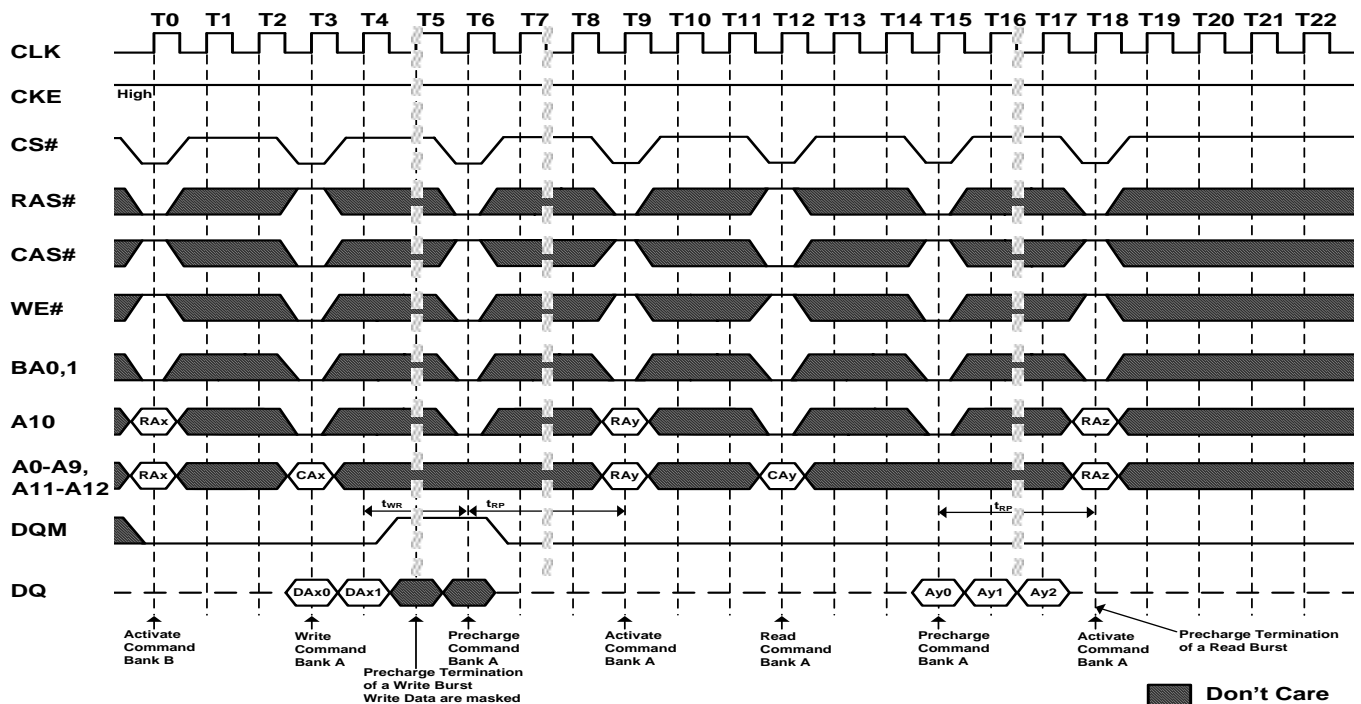 T0 T1 T2 T3 T4 T5 T6 T7 T8 T9 T10 T11 T12 T13 T14 T15 T16 T17 T18 T19 T20 T21 T22
CLK
CKE High
CS#
RAS#
CAS#
WE#
BA0,1
A10 RAx RAy RAz
A0-A9,
A11-A12 RAx CAx RAy CAy RAz
tWR tRP tRP
DQM
DQ DAx0 DAx1 Ay0 Ay1 Ay2
Activate
Command
Bank B
Write
Command
Bank A
Precharge Termination
of a Write Burst
Write Data are masked
Precharge
Command
Bank A
Activate
Command
Bank A
Read
Command
Bank A
Precharge
Command
Bank A
Activate
Command
Bank A
Precharge Termination
of a Read Burst
Don't Care